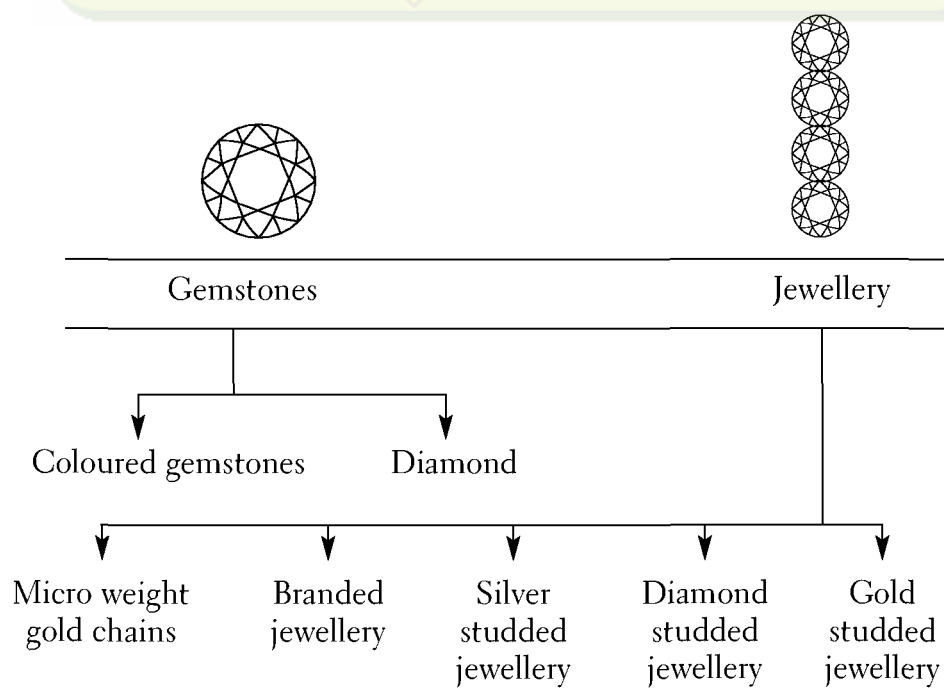 Gemstones
Jewellery
Coloured gemstones
Diamond
Micro weight
gold chains
Branded
jewellery
Silver
studded
jewellery
Diamond
studded
jewellery
Gold
studded
jewellery